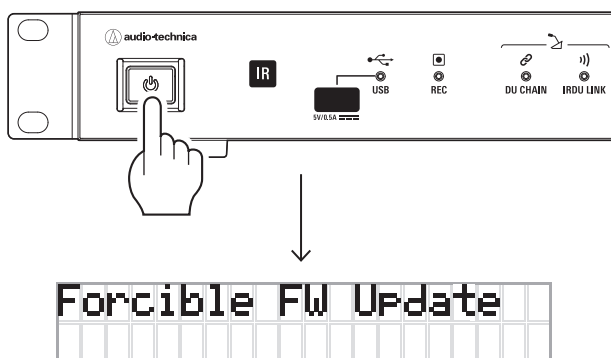 audio-technica
IR
USB
REC
DU CHAIN
IRDU LINK
5V/0.5A
Forcible FW Update